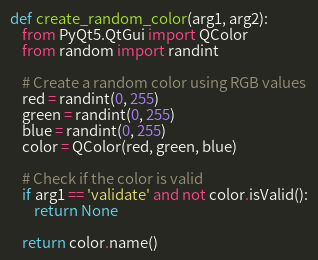 def create_random_color(arg1, arg2):
    from PyQt5.QtGui import QColor
    from random import randint

    # Create a random color using RGB values
    red = randint(0, 255)
    green = randint(0, 255)
    blue = randint(0, 255)
    color = QColor(red, green, blue)

    # Check if the color is valid
    if arg1 == 'validate' and not color.isValid():
        return None

    return color.name()